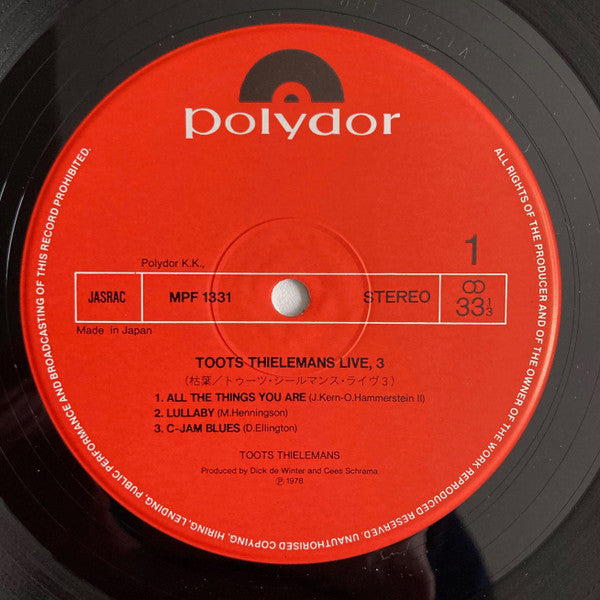 polydor
ALL RIGHTS OF THE PRODUCER AND OF THE OWNER OF THE WORK REPRODUCED RESERVED. UNAUTHORISED COPYING, HIRING, LENDING, PUBLIC PERFORMANCE AND BROADCASTING OF THIS RECORD PROHIBITED.
1
Polydor K.K.,
JASRAC MPF 1331 STEREO ꝏ 33⅓
Made in Japan
TOOTS THIELEMANS LIVE, 3
(枯葉/トゥーツ・シールマンス・ライヴ3)
1. ALL THE THINGS YOU ARE (J.Kern-O.Hammerstein II)
2. LULLABY (M.Henningson)
3. C-JAM BLUES (D.Ellington)
TOOTS THIELEMANS
Produced by Dick de Winter and Cees Schrama
Ⓟ1978